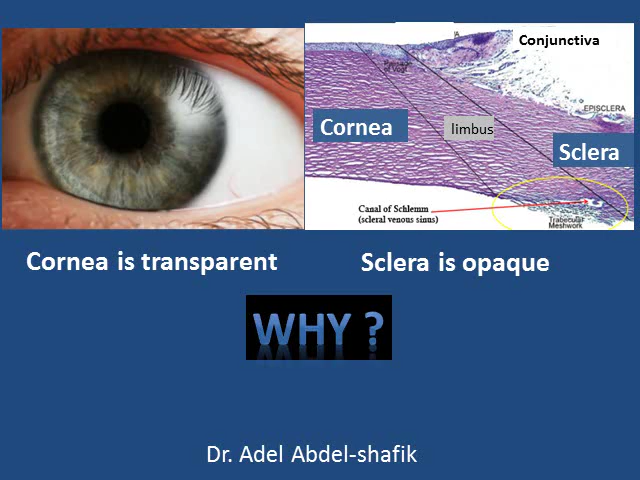 Conjunctiva
EPISCLERA
Cornea
limbus
Sclera
Canal of Schlemm
(scleral venous sinus)
Trabecular
Meshwork
Cornea is transparent
Sclera is opaque
WHY ?
Dr. Adel Abdel-shafik